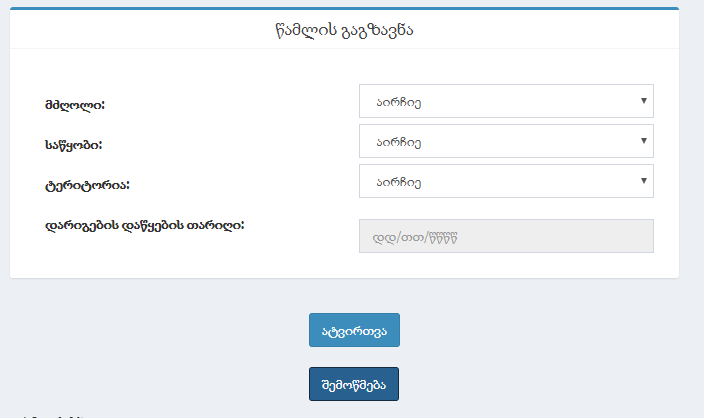 წამლის გაგზავნა
მძღოლი: აირჩიე
საწყობი: აირჩიე
ტერიტორია: აირჩიე
დარიგების დაწყების თარიღი: დდ/თთ/წწწწ
ატვირთვა
შემოწმება